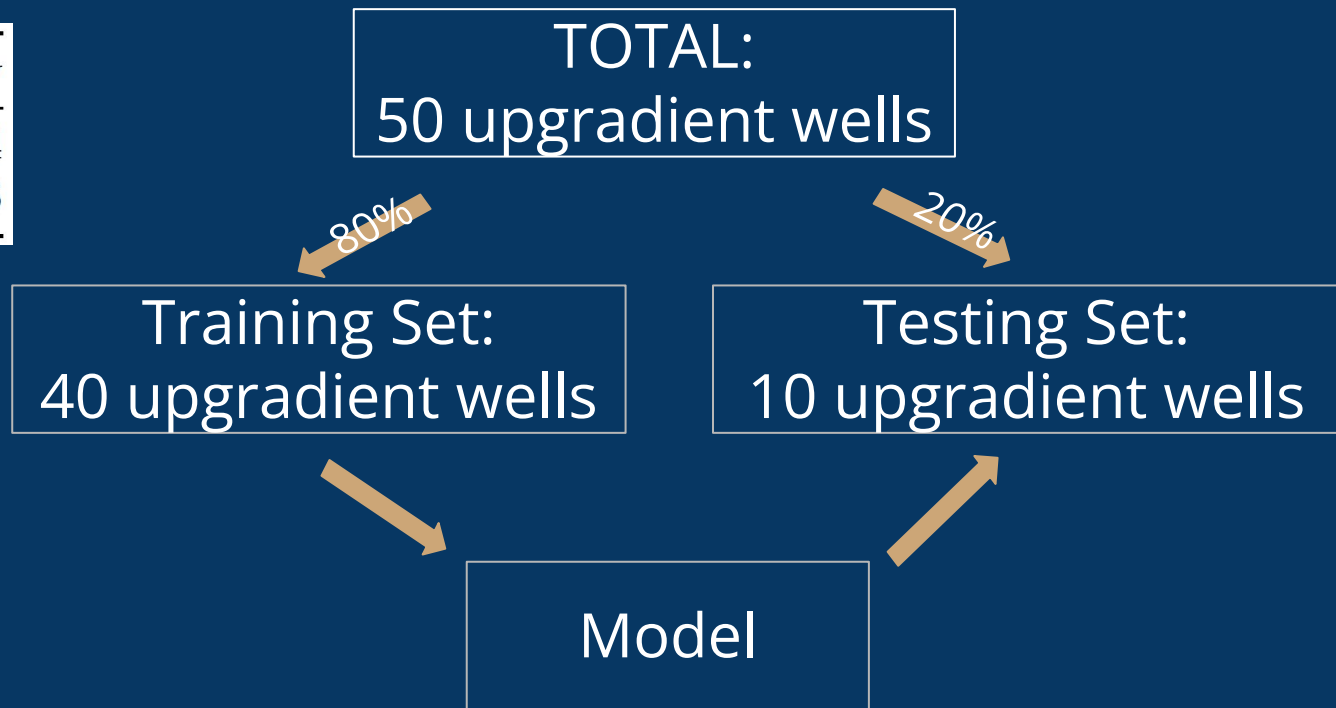 TOTAL:
50 upgradient wells
80%
20%
Training Set:
40 upgradient wells
Testing Set:
10 upgradient wells
Model